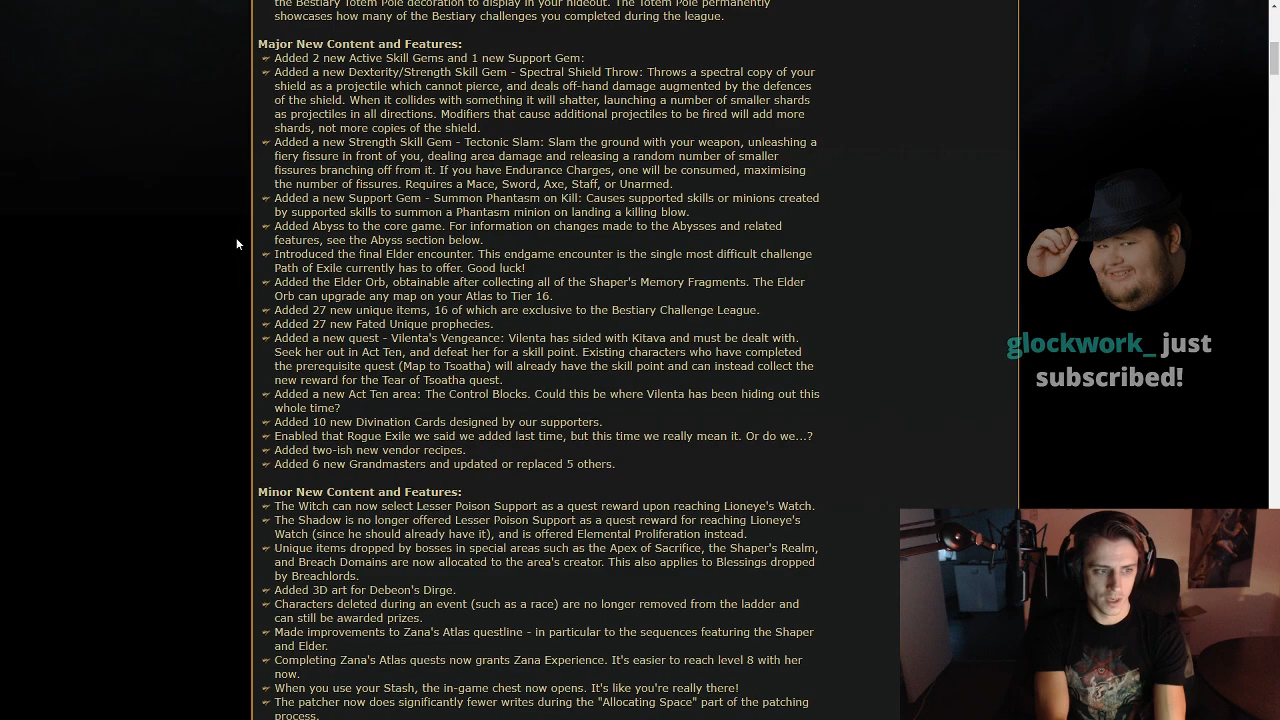 the Bestiary Totem Pole decoration to display in your hideout. The Totem Pole permanently
showcases how many of the Bestiary challenges you completed during the league.
Major New Content and Features:
Added 2 new Active Skill Gems and 1 new Support Gem:
Added a new Dexterity/Strength Skill Gem - Spectral Shield Throw: Throws a spectral copy of your
shield as a projectile which cannot pierce, and deals off-hand damage augmented by the defences
of the shield. When it collides with something it will shatter, launching a number of smaller shards
as projectiles in all directions. Modifiers that cause additional projectiles to be fired will add more
shards, not more copies of the shield.
Added a new Strength Skill Gem - Tectonic Slam: Slam the ground with your weapon, unleashing a
fiery fissure in front of you, dealing area damage and releasing a random number of smaller
fissures branching off from it. If you have Endurance Charges, one will be consumed, maximising
the number of fissures. Requires a Mace, Sword, Axe, Staff, or Unarmed.
Added a new Support Gem - Summon Phantasm on Kill: Causes supported skills or minions created
by supported skills to summon a Phantasm minion on landing a killing blow.
Added Abyss to the core game. For information on changes made to the Abysses and related
features, see the Abyss section below.
Introduced the final Elder encounter. This endgame encounter is the single most difficult challenge
Path of Exile currently has to offer. Good luck!
Added the Elder Orb, obtainable after collecting all of the Shaper's Memory Fragments. The Elder
Orb can upgrade any map on your Atlas to Tier 16.
Added 27 new unique items, 16 of which are exclusive to the Bestiary Challenge League.
Added 27 new Fated Unique prophecies.
Added a new quest - Vilenta's Vengeance: Vilenta has sided with Kitava and must be dealt with.
Seek her out in Act Ten, and defeat her for a skill point. Existing characters who have completed
the prerequisite quest (Map to Tsoatha) will already have the skill point and can instead collect the
new reward for the Tear of Tsoatha quest.
Added a new Act Ten area: The Control Blocks. Could this be where Vilenta has been hiding out this
whole time?
Added 10 new Divination Cards designed by our supporters.
Enabled that Rogue Exile we said we added last time, but this time we really mean it. Or do we...?
Added two-ish new vendor recipes.
Added 6 new Grandmasters and updated or replaced 5 others.
Minor New Content and Features:
The Witch can now select Lesser Poison Support as a quest reward upon reaching Lioneye's Watch.
The Shadow is no longer offered Lesser Poison Support as a quest reward for reaching Lioneye's
Watch (since he should already have it), and is offered Elemental Proliferation instead.
Unique items dropped by bosses in special areas such as the Apex of Sacrifice, the Shaper's Realm,
and Breach Domains are now allocated to the area's creator. This also applies to Blessings dropped
by Breachlords.
Added 3D art for Debeon's Dirge.
Characters deleted during an event (such as a race) are no longer removed from the ladder and
can still be awarded prizes.
Made improvements to Zana's Atlas questline - in particular to the sequences featuring the Shaper
and Elder.
Completing Zana's Atlas quests now grants Zana Experience. It's easier to reach level 8 with her
now.
When you use your Stash, the in-game chest now opens. It's like you're really there!
The patcher now does significantly fewer writes during the "Allocating Space" part of the patching
process.
glockwork_ just
subscribed!